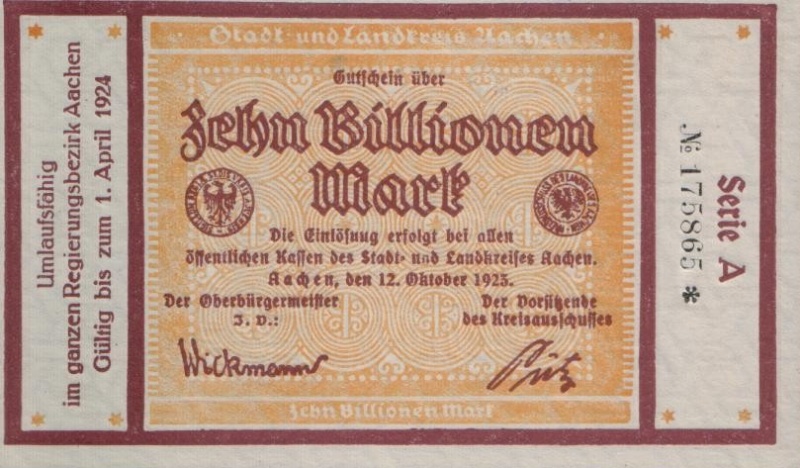 Umlaufsfähig
im ganzen Regierungsbezirk Aachen
Gültig bis zum 1. April 1924
Stadt- und Landkreis Aachen
Gutschein über
Zehn Billionen
Mark
Die Einlösung erfolgt bei allen
öffentlichen Kassen des Stadt- und Landkreises Aachen.
Aachen, den 12. Oktober 1923.
Der Oberbürgermeister
J. V.:
Wickmann
Der Vorsitzende
des Kreisausschusses
Pütz
Zehn Billionen Mark
Serie A
№ 175865 *